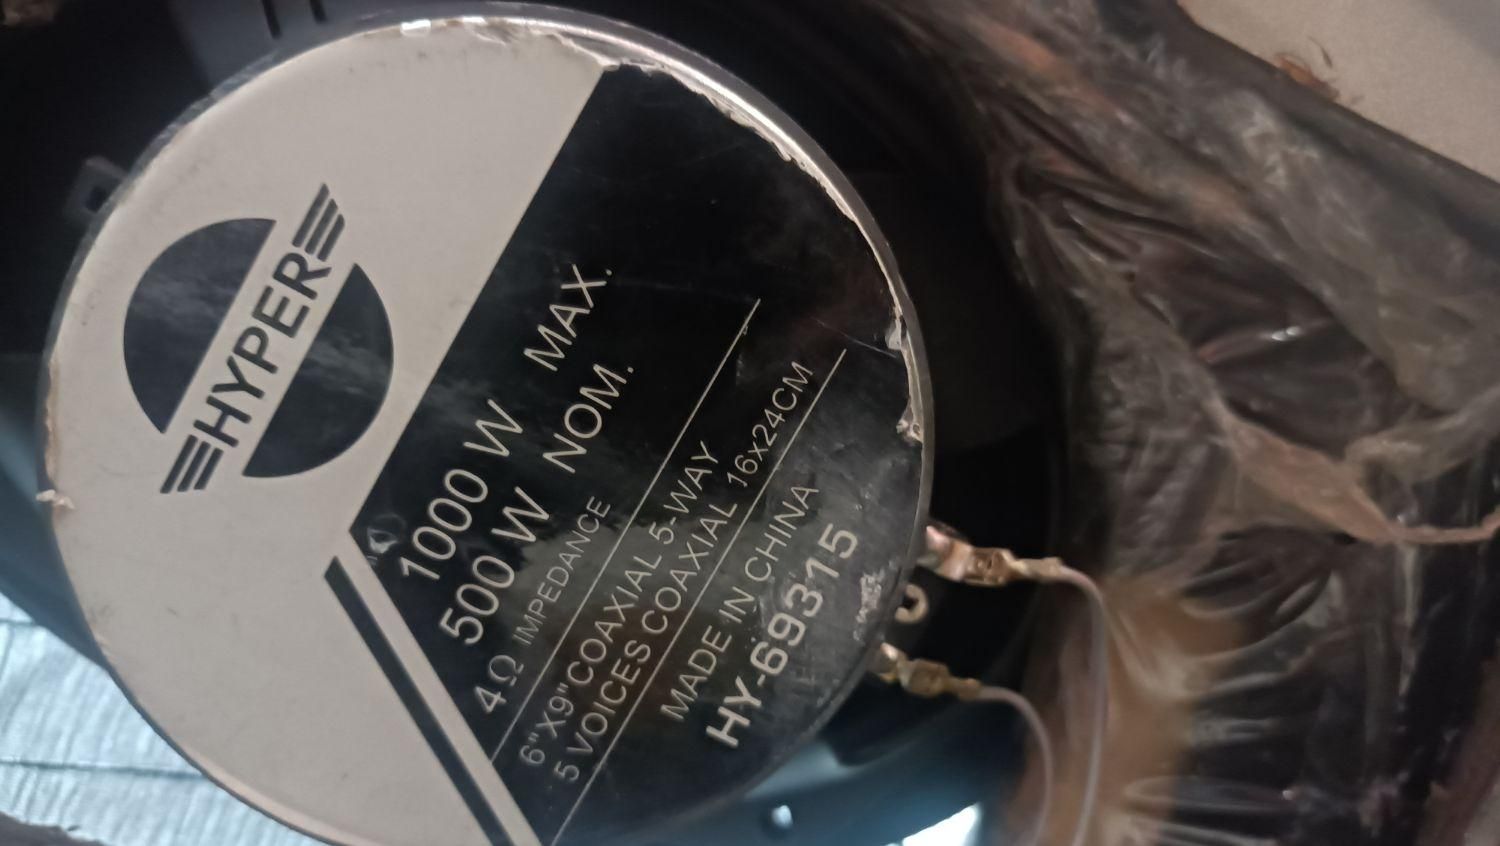 HYPER
1000 W MAX.
500 W NOM.
4 Ω IMPEDANCE
6"X9"COAXIAL 5-WAY
5 VOICES COAXIAL 16x24CM
MADE IN CHINA
HY-69315